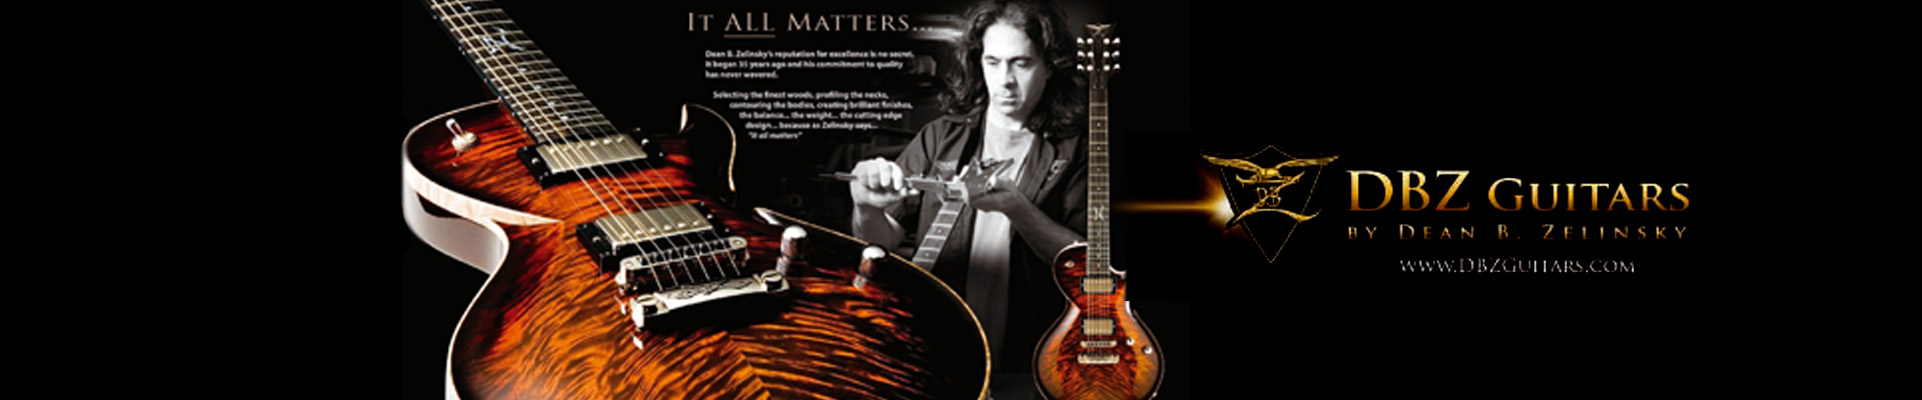 IT ALL MATTERS...
Dean B. Zelinsky's reputation for excellence is no secret.
It began 35 years ago and his commitment to quality
has never wavered.
Selecting the finest woods, profiling the necks,
contouring the bodies, creating brilliant finishes,
the balance... the weight... the cutting edge
design... because as Zelinsky says...
"it all matters"
DBZ
DBZ GUITARS
BY DEAN B. ZELINSKY
WWW.DBZGUITARS.COM